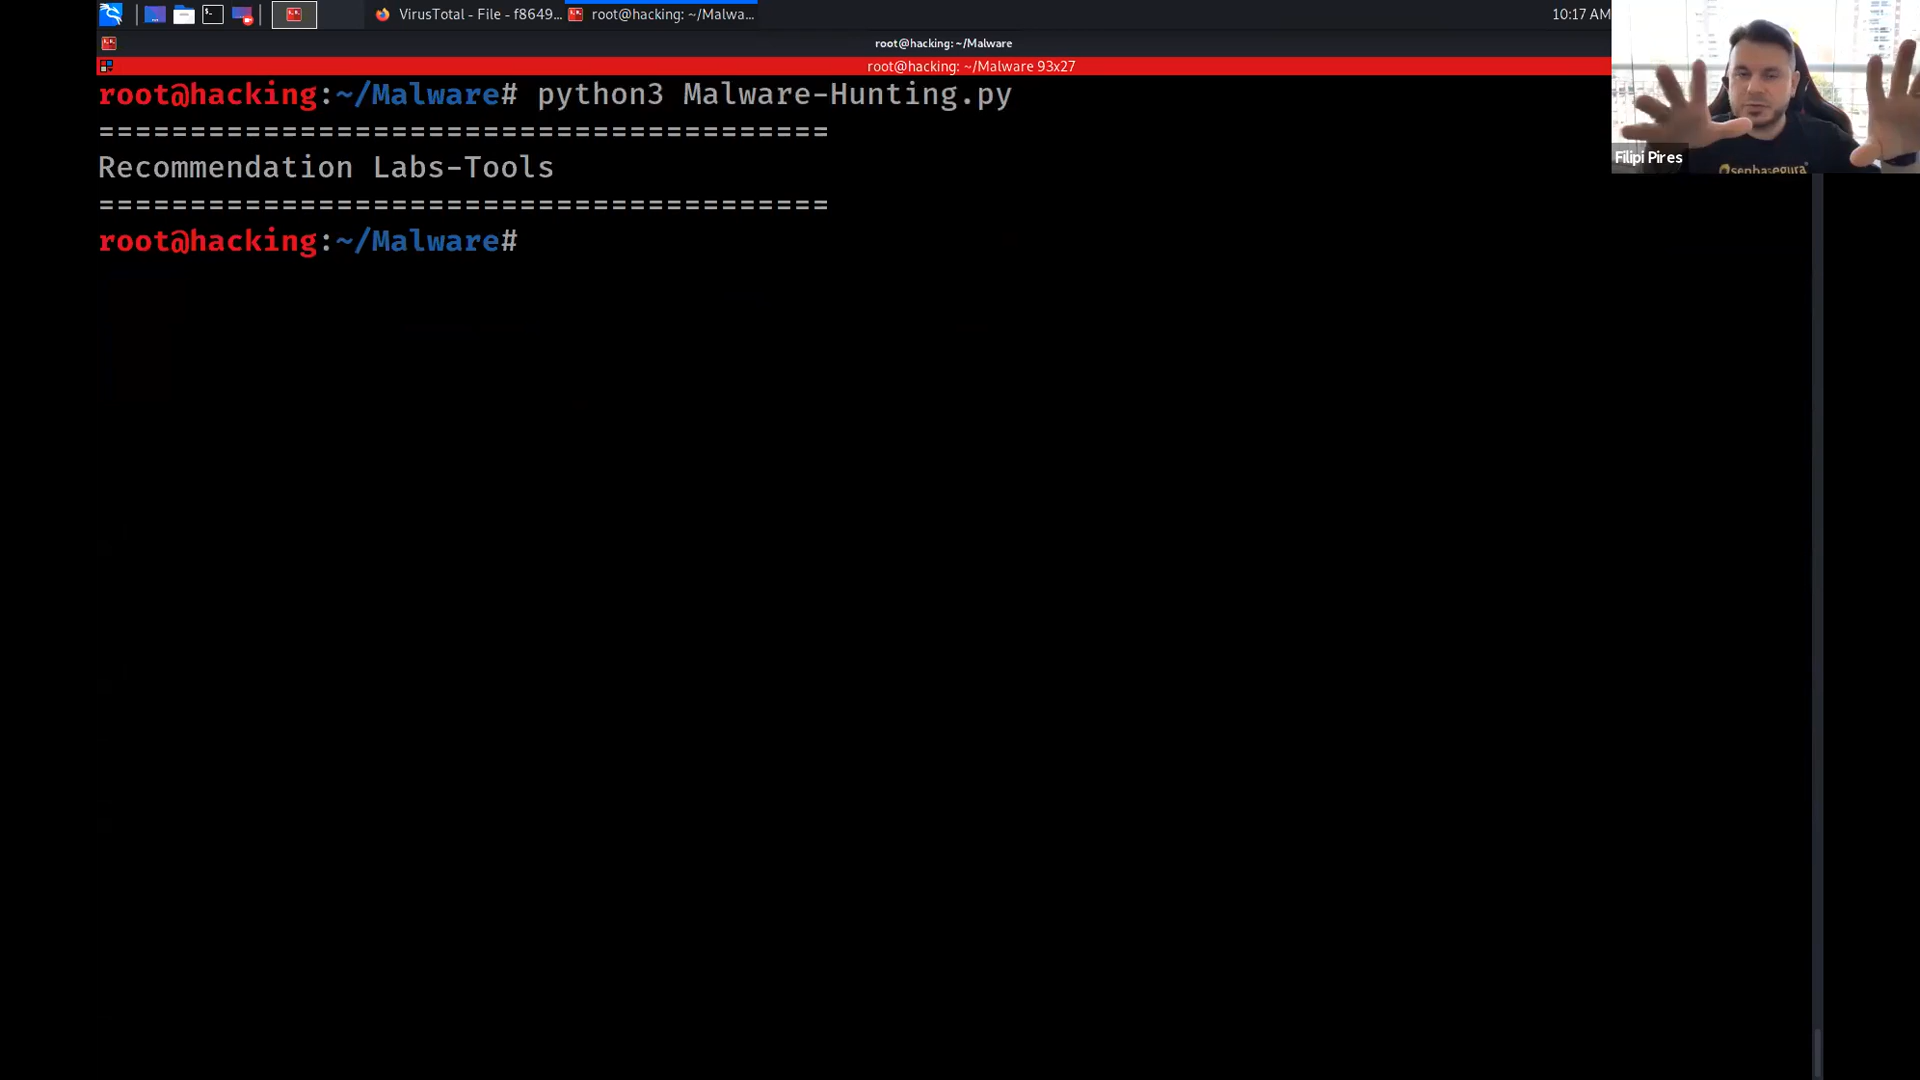 VirusTotal - File - f8649...
root@hacking: ~/Malwa...
10:17 AM
root@hacking: ~/Malware
root@hacking: ~/Malware 93x27
root@hacking:~/Malware# python3 Malware-Hunting.py
========================================
Recommendation Labs-Tools
========================================
root@hacking:~/Malware#
Filipi Pires
senhasegura